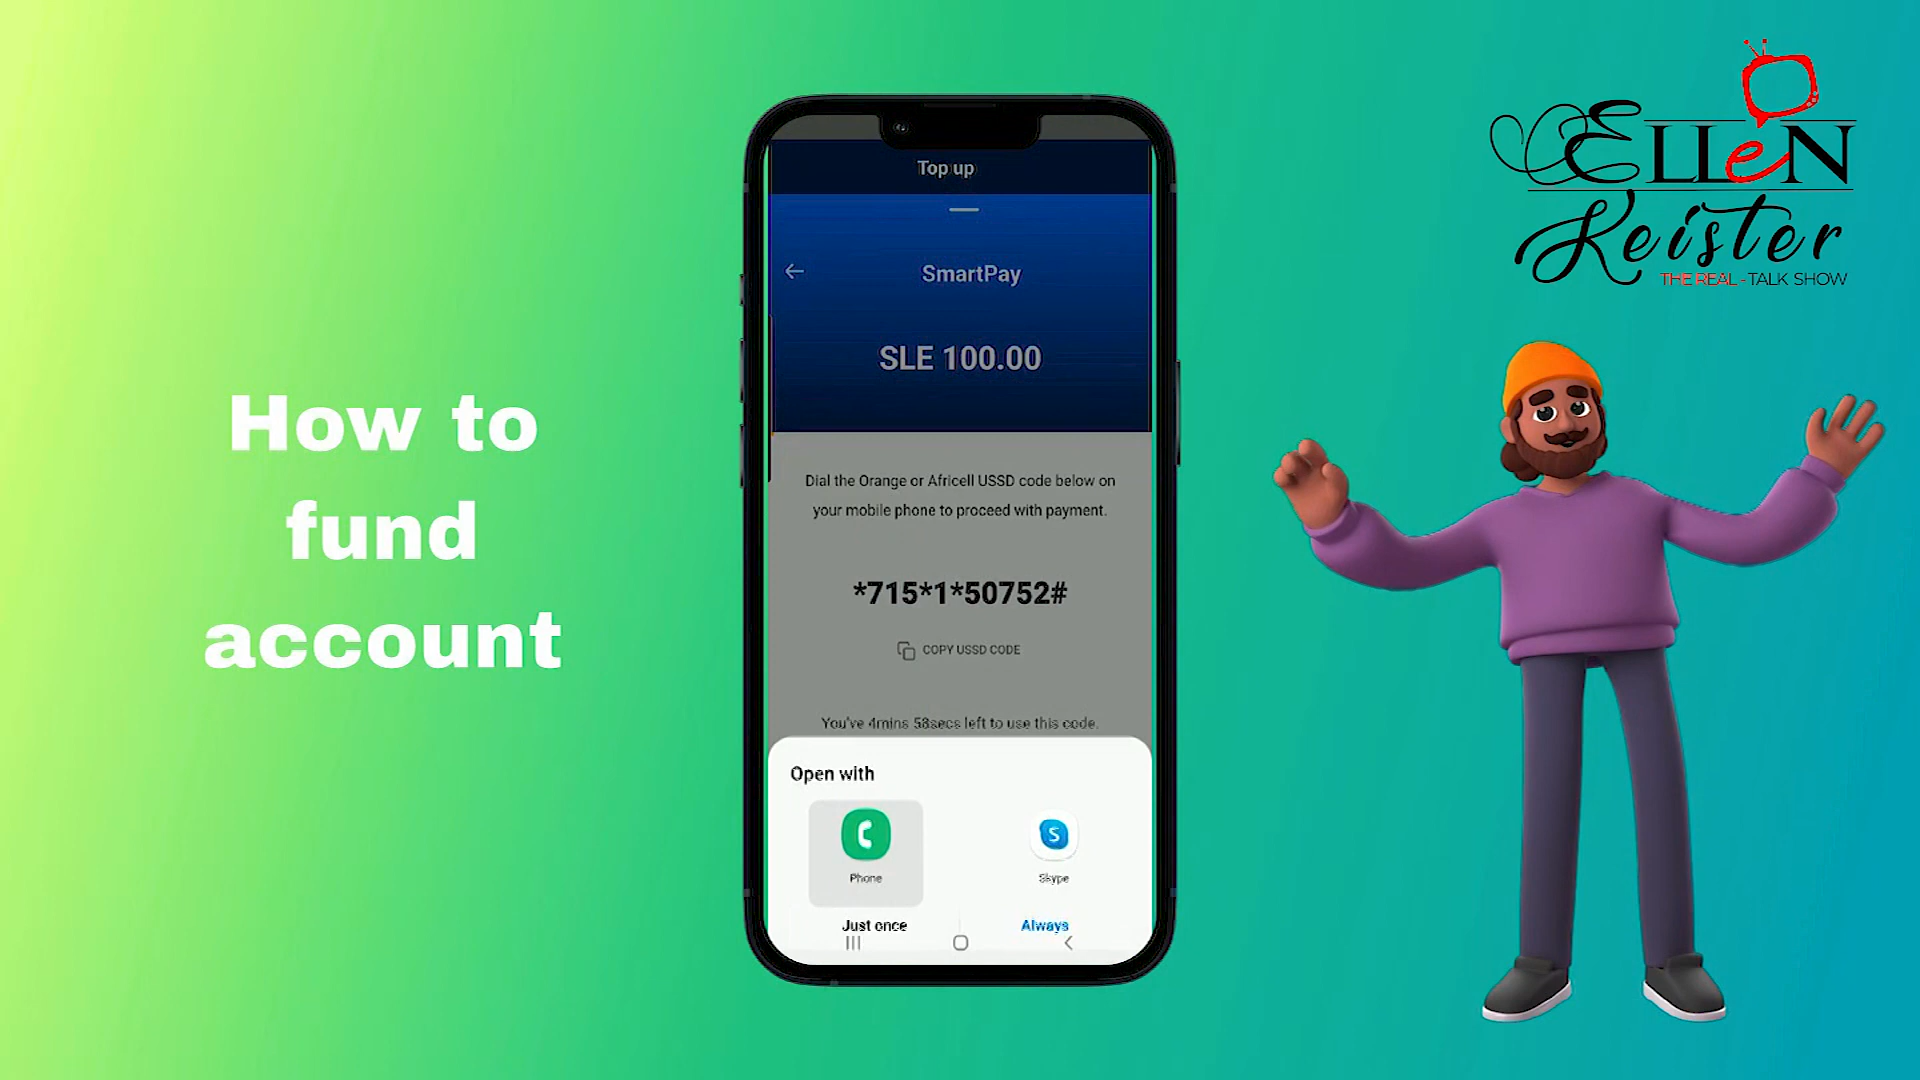 How to
fund
account
Top up
SmartPay
SLE 100.00
Dial the Orange or Africell USSD code below on
your mobile phone to proceed with payment.
*715*1*50752#
COPY USSD CODE
You've 4mins 58secs left to use this code.
Open with
Phone
Skype
Just once
Always
ELLeN
Keister
THE REAL - TALK SHOW